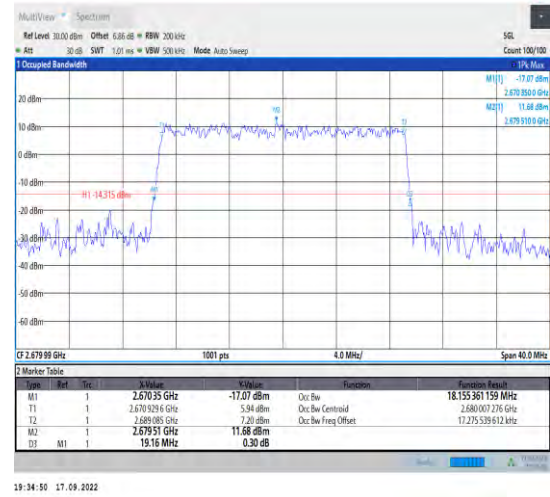 MultiView Spectrum
Ref Level 30.00 dBm Offset 6.86 dB RBW 200 kHz SGL
Att 30 dB SWT 1.01 ms VBW 500 kHz Mode Auto Sweep Count 100/100
1 Occupied Bandwidth 1Pk Max
M1[1] -17.07 dBm
2.670 350 0 GHz
M2[1] 11.68 dBm
2.679 510 0 GHz
20 dBm
M2
T1
10 dBm
0 dBm
-10 dBm
H1 -14.315 dBm
M1
D3
-20 dBm
-30 dBm
-40 dBm
-50 dBm
-60 dBm
CF 2.679 99 GHz 1001 pts 4.0 MHz/ Span 40.0 MHz
2 Marker Table
Type Ref Trc X-Value Y-Value Function Function Result
M1 1 2.670 35 GHz -17.07 dBm Occ Bw 18.155 361 159 MHz
T1 1 2.670 929 6 GHz 5.94 dBm Occ Bw Centroid 2.680 007 276 GHz
T2 1 2.689 085 GHz 7.20 dBm Occ Bw Freq Offset 17.275 539 612 kHz
M2 1 2.679 51 GHz 11.68 dBm
D3 M1 1 19.16 MHz 0.30 dB
19:34:50 17.09.2022